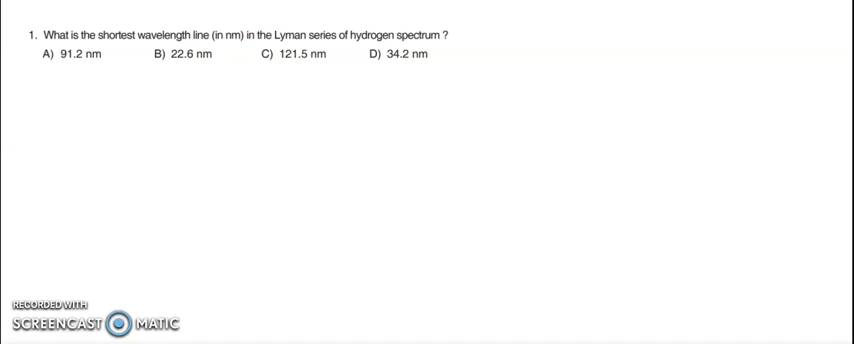 1. What is the shortest wavelength line (in nm) in the Lyman series of hydrogen spectrum ?
A) 91.2 nm B) 22.6 nm C) 121.5 nm D) 34.2 nm
RECORDED WITH
SCREENCAST MATIC